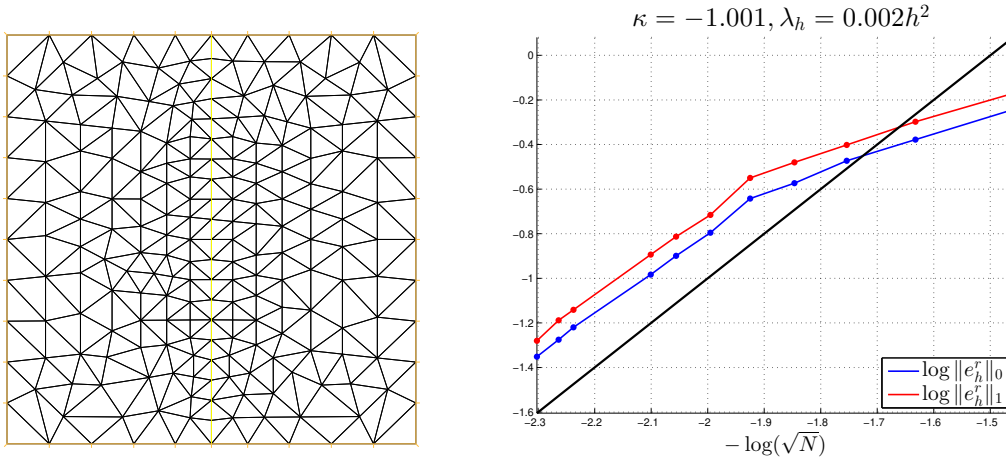 κ = −1.001, λ_h = 0.002h²
0
−0.2
−0.4
−0.6
−0.8
−1
−1.2
−1.4
−1.6
log ‖e_h^r‖_0
log ‖e_h^r‖_1
−2.3 −2.2 −2.1 −2 −1.9 −1.8 −1.7 −1.6 −1.5
− log(√N)